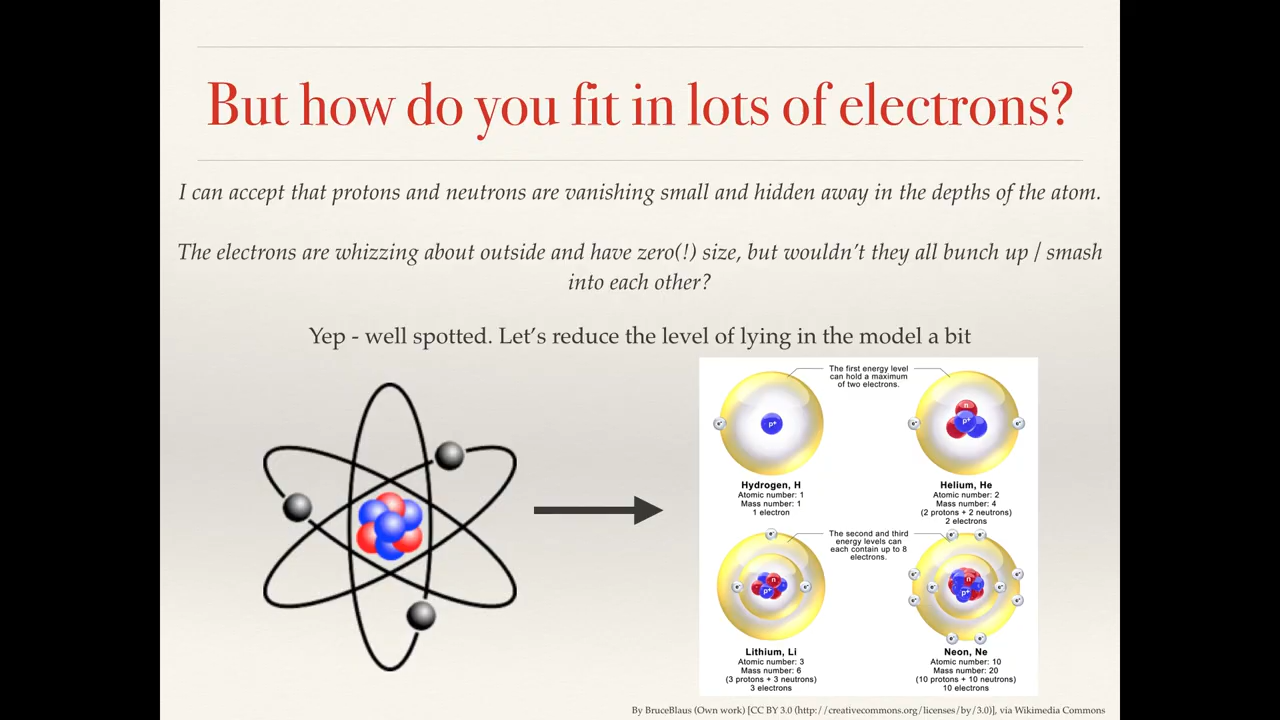 But how do you fit in lots of electrons?
I can accept that protons and neutrons are vanishing small and hidden away in the depths of the atom.
The electrons are whizzing about outside and have zero(!) size, but wouldn't they all bunch up / smash
into each other?
Yep - well spotted. Let's reduce the level of lying in the model a bit
The first energy level
can hold a maximum
of two electrons.
e-
p+
e-
n
p+
e-
Hydrogen, H
Atomic number: 1
Mass number: 1
1 electron
Helium, He
Atomic number: 2
Mass number: 4
(2 protons + 2 neutrons)
2 electrons
The second and third
energy levels can
each contain up to 8
electrons.
e-
e-
n
p+
e-
e-
e-
e-
e-
e-
n
p+
e-
e-
e-
e-
e-
e-
Lithium, Li
Atomic number: 3
Mass number: 6
(3 protons + 3 neutrons)
3 electrons
Neon, Ne
Atomic number: 10
Mass number: 20
(10 protons + 10 neutrons)
10 electrons
By BruceBlaus (Own work) [CC BY 3.0 (http://creativecommons.org/licenses/by/3.0)], via Wikimedia Commons